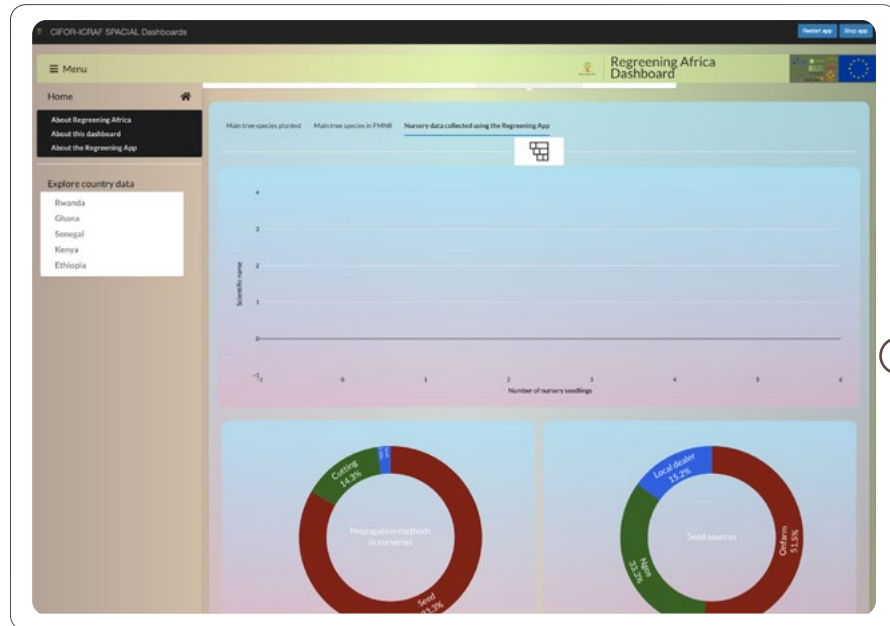 CIFOR-ICRAF SPACIAL Dashboards
Restart app
Stop app
Menu
Regreening Africa
Dashboard
Home
About Regreening Africa
About this dashboard
About the Regreening App
Explore country data
Rwanda
Ghana
Senegal
Kenya
Ethiopia
Main tree species planted
Main tree species in FMNR
Nursery data collected using the Regreening App
Scientific name
4
3
2
1
0
−1
−1
0
1
2
3
4
5
6
Number of nursery seedlings
Cutting
14.3%
Propagation methods
in nurseries
Seed
Local dealer
15.2%
Seed sources
Ngos
33.3%
Onfarm
51.5%